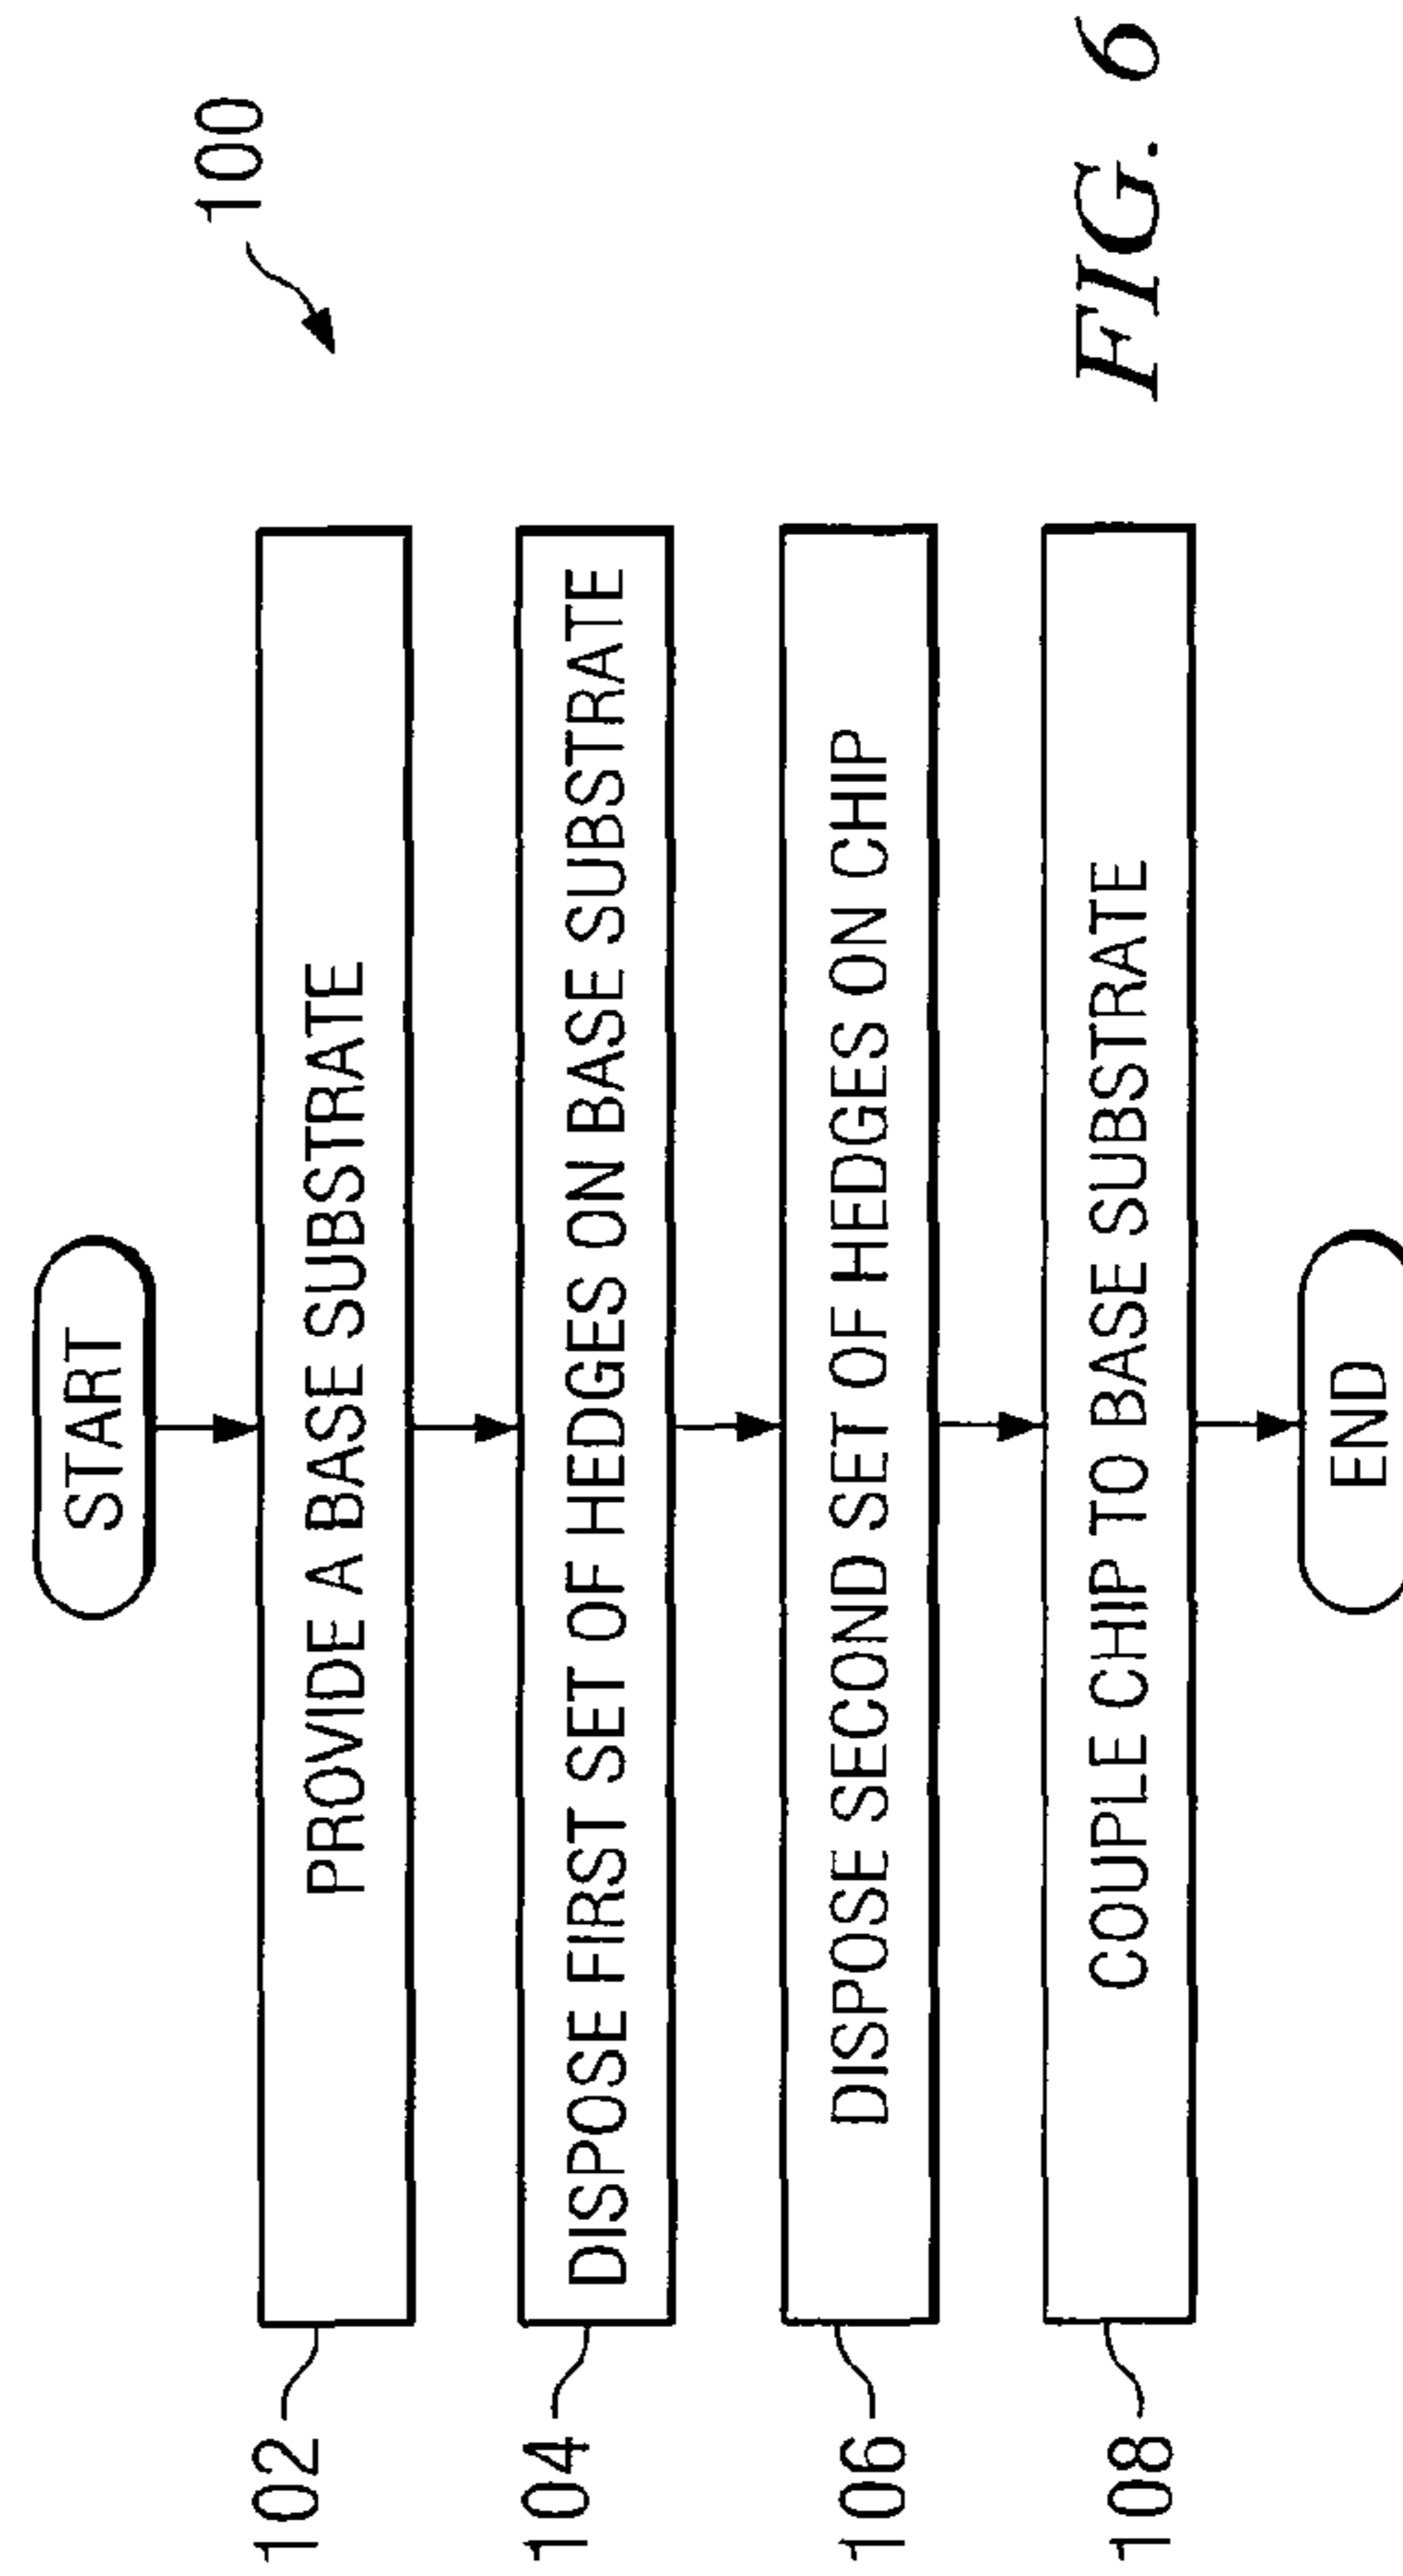 100
START
102
PROVIDE A BASE SUBSTRATE
104
DISPOSE FIRST SET OF HEDGES ON BASE SUBSTRATE
106
DISPOSE SECOND SET OF HEDGES ON CHIP
108
COUPLE CHIP TO BASE SUBSTRATE
END
FIG. 6